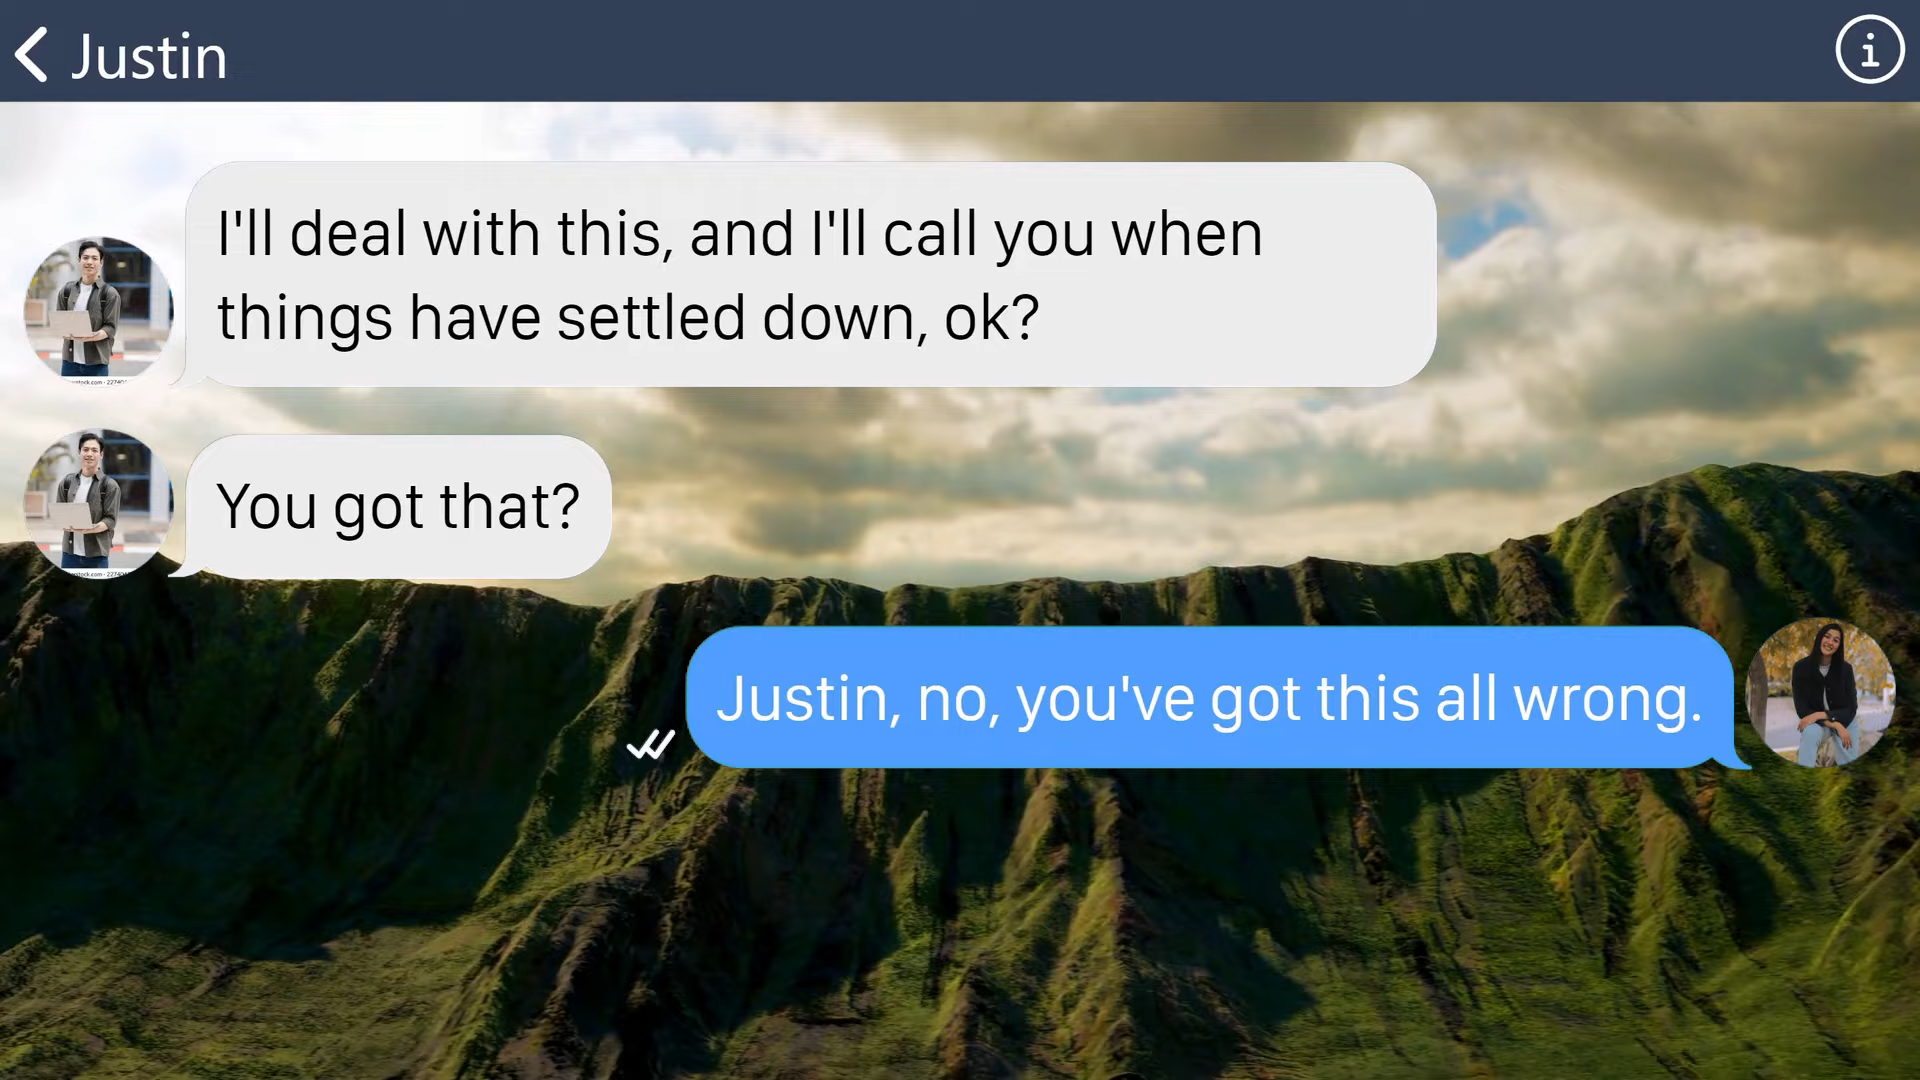 Justin
I'll deal with this, and I'll call you when
things have settled down, ok?
You got that?
Justin, no, you've got this all wrong.